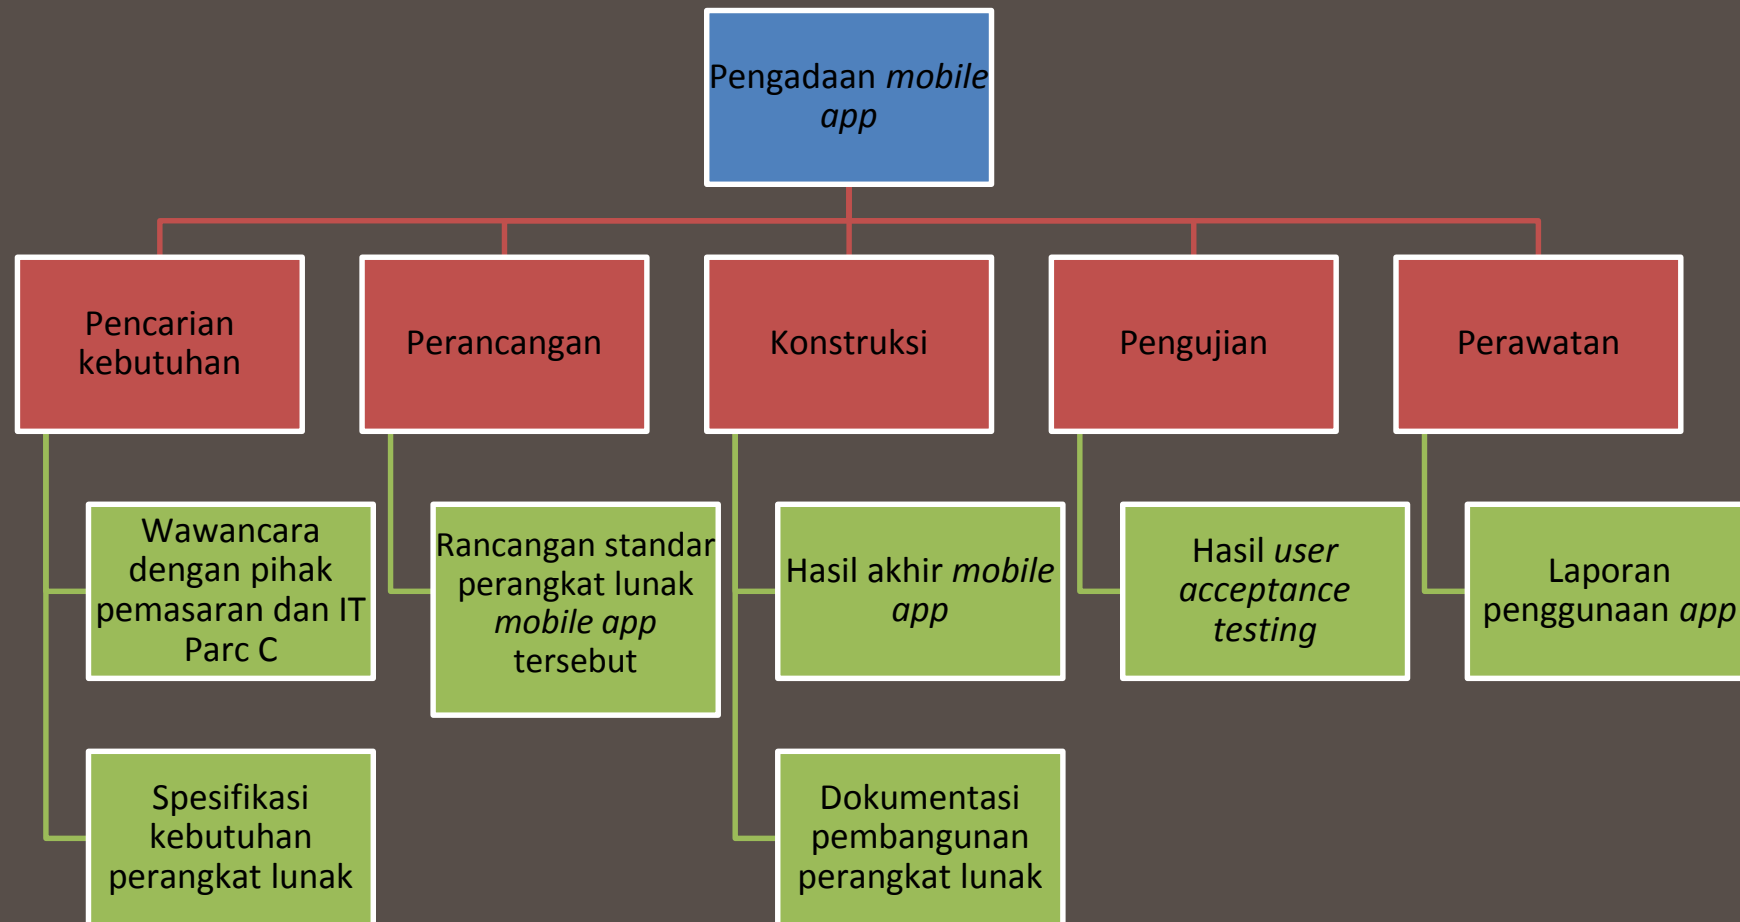 Pengadaan mobile
app
Pencarian
kebutuhan
Perancangan
Konstruksi
Pengujian
Perawatan
Wawancara
dengan pihak
pemasaran dan IT
Parc C
Rancangan standar
perangkat lunak
mobile app
tersebut
Hasil akhir mobile
app
Hasil user
acceptance
testing
Laporan
penggunaan app
Spesifikasi
kebutuhan
perangkat lunak
Dokumentasi
pembangunan
perangkat lunak